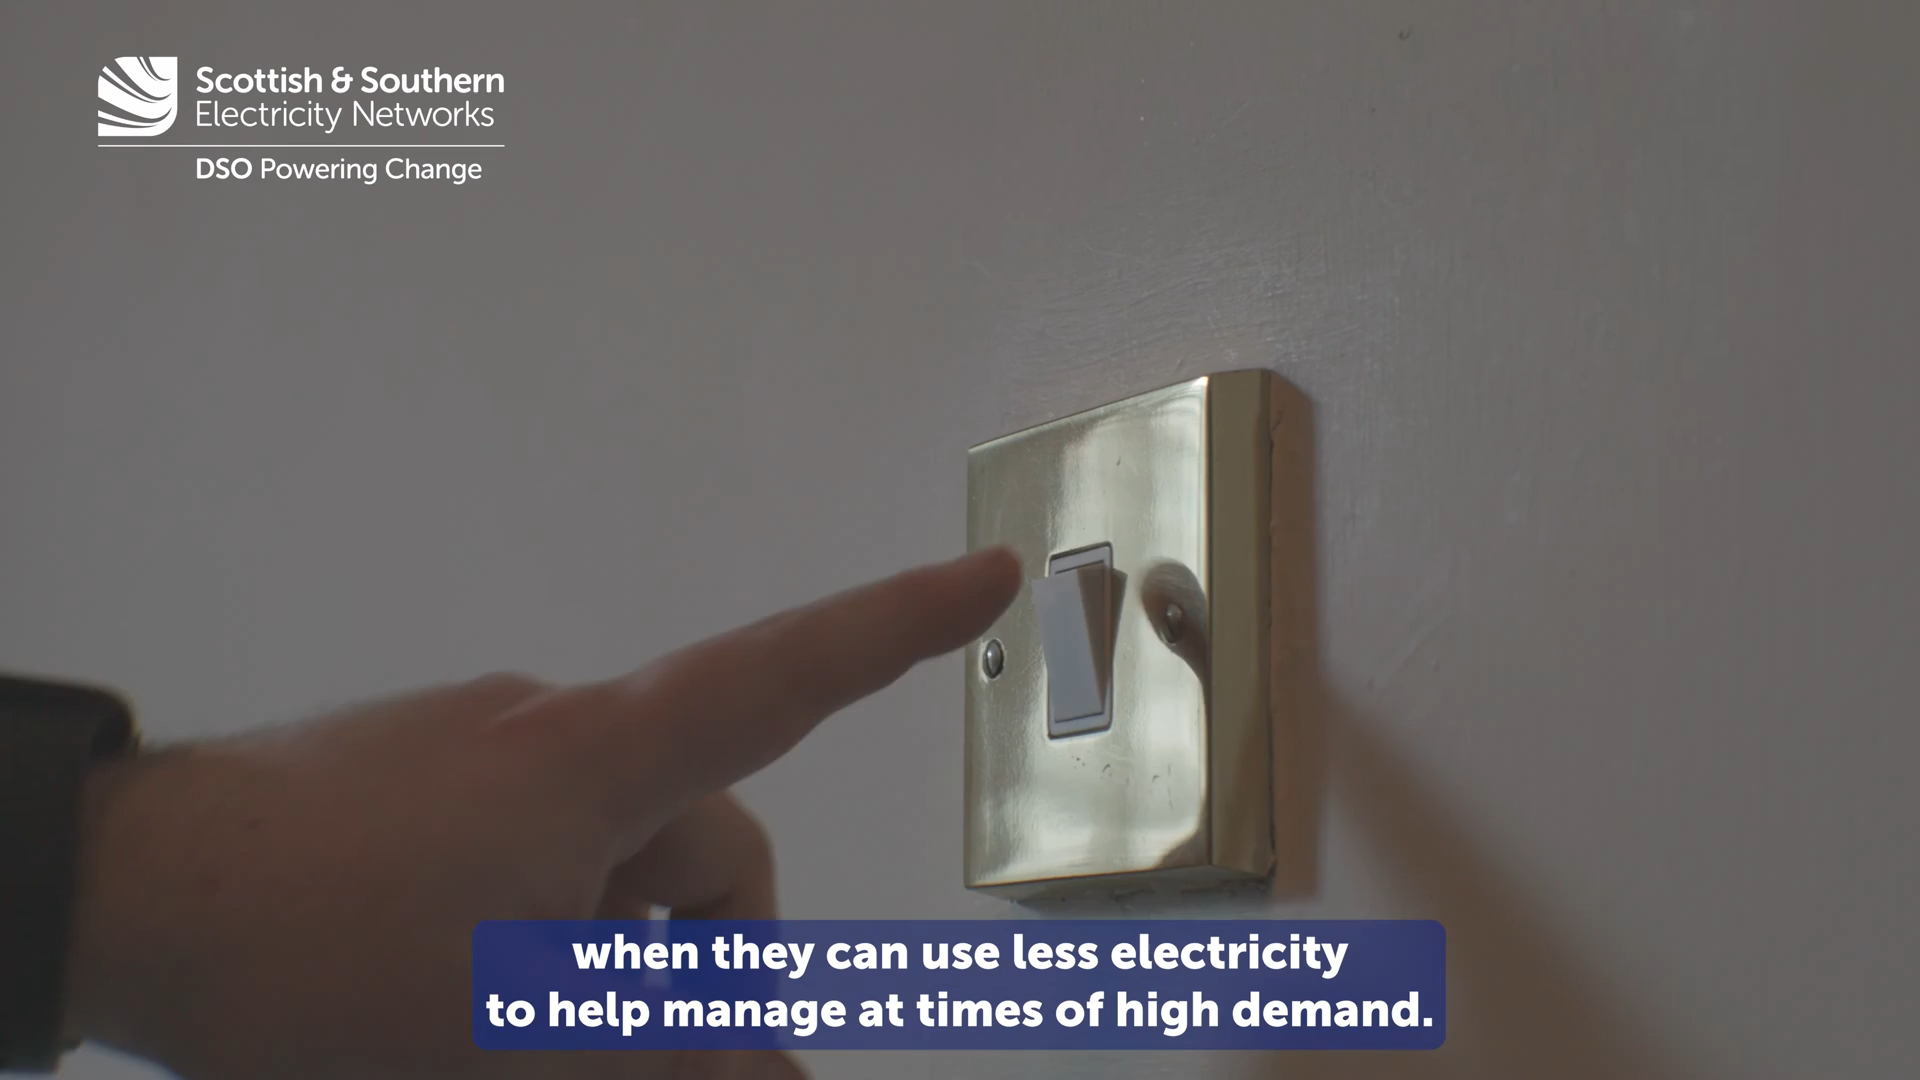 Scottish & Southern
Electricity Networks
DSO Powering Change
when they can use less electricity
to help manage at times of high demand.